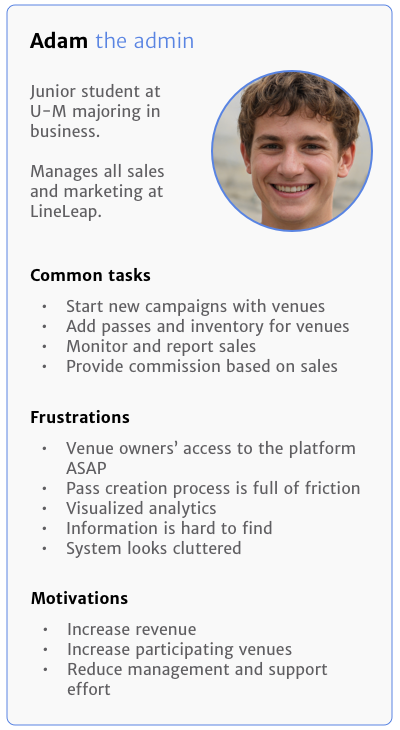 Adam the admin
Junior student at
U-M majoring in
business.
Manages all sales
and marketing at
LineLeap.
Common tasks
• Start new campaigns with venues
• Add passes and inventory for venues
• Monitor and report sales
• Provide commission based on sales
Frustrations
• Venue owners’ access to the platform
ASAP
• Pass creation process is full of friction
• Visualized analytics
• Information is hard to find
• System looks cluttered
Motivations
• Increase revenue
• Increase participating venues
• Reduce management and support
effort